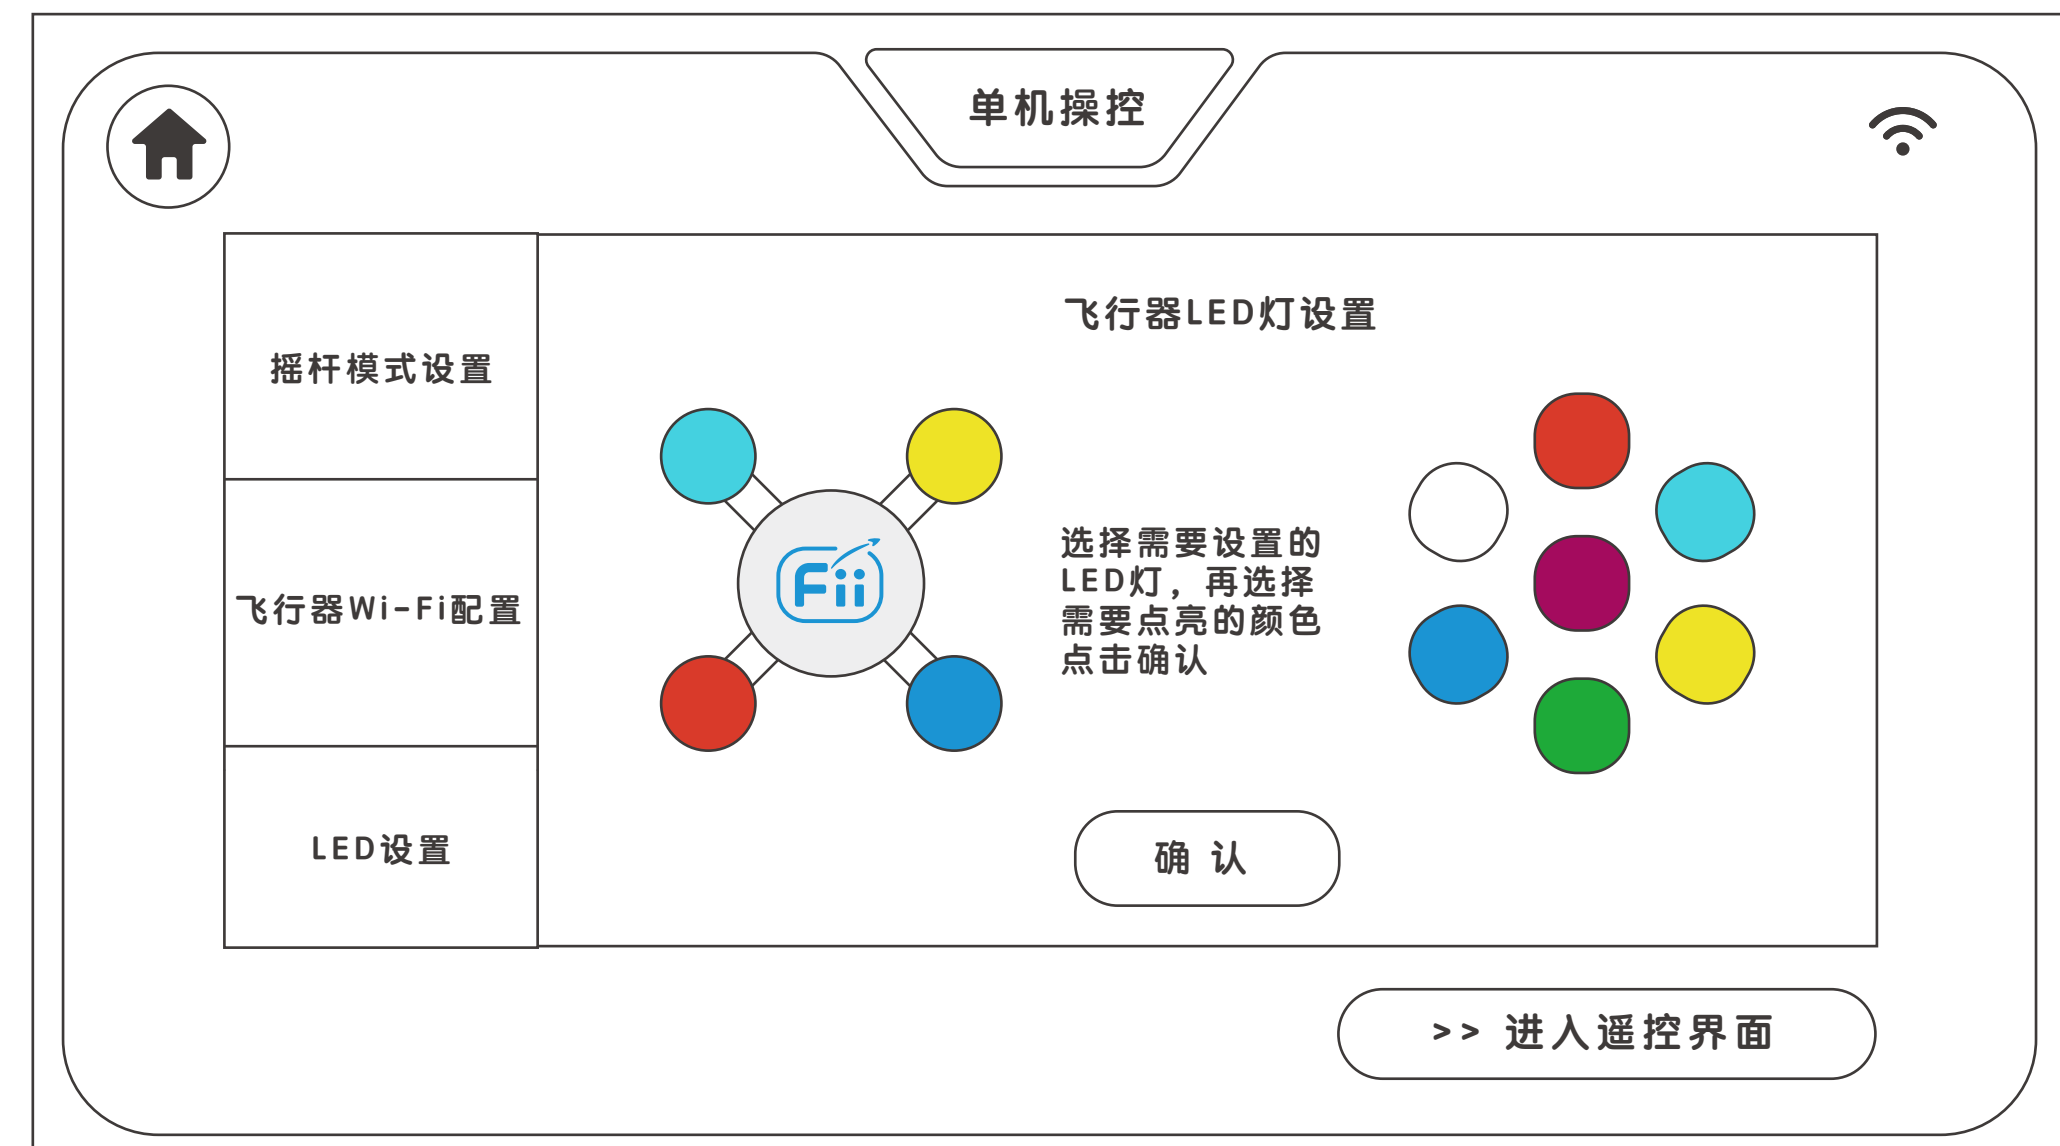 单机操控
飞行器LED灯设置
摇杆模式设置
飞行器Wi-Fi配置
LED设置
Fii
选择需要设置的
LED灯，再选择
需要点亮的颜色
点击确认
确 认
>> 进入遥控界面